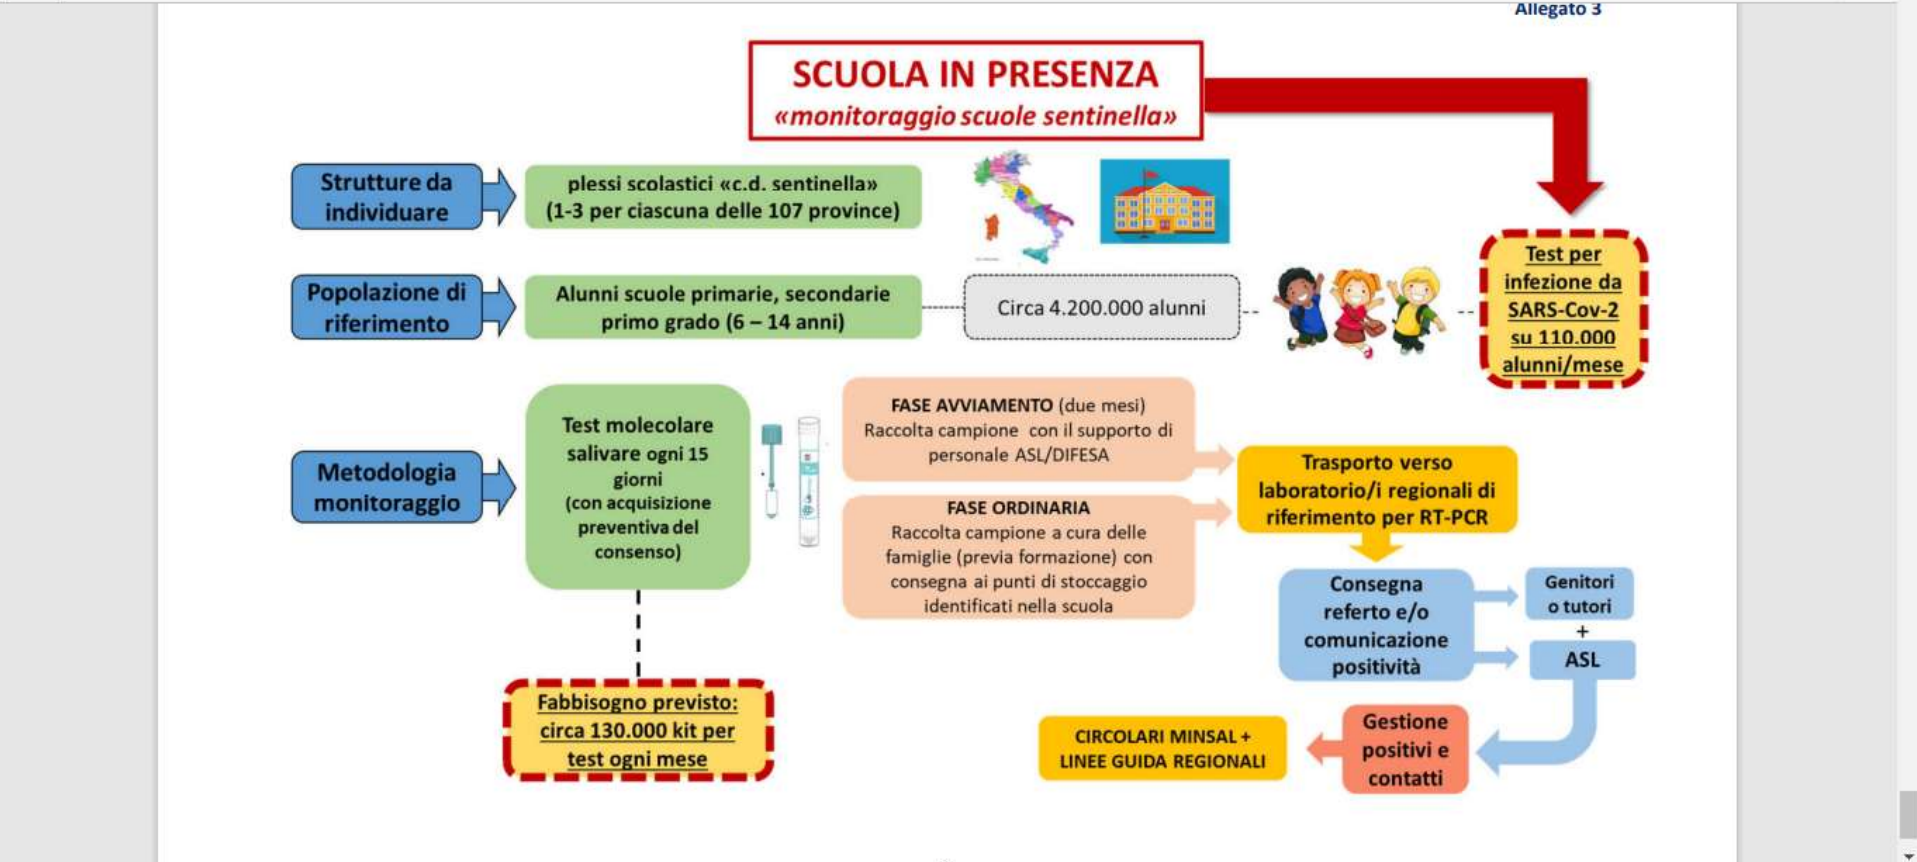 Allegato 3
SCUOLA IN PRESENZA
«monitoraggio scuole sentinella»
Strutture da
individuare
plessi scolastici «c.d. sentinella»
(1-3 per ciascuna delle 107 province)
Popolazione di
riferimento
Alunni scuole primarie, secondarie
primo grado (6 – 14 anni)
Circa 4.200.000 alunni
Test per
infezione da
SARS-Cov-2
su 110.000
alunni/mese
Metodologia
monitoraggio
Test molecolare
salivare ogni 15
giorni
(con acquisizione
preventiva del
consenso)
FASE AVVIAMENTO (due mesi)
Raccolta campione con il supporto di
personale ASL/DIFESA
FASE ORDINARIA
Raccolta campione a cura delle
famiglie (previa formazione) con
consegna ai punti di stoccaggio
identificati nella scuola
Trasporto verso
laboratorio/i regionali di
riferimento per RT-PCR
Consegna
referto e/o
comunicazione
positività
Genitori
o tutori
+
ASL
Fabbisogno previsto:
circa 130.000 kit per
test ogni mese
Gestione
positivi e
contatti
CIRCOLARI MINSAL +
LINEE GUIDA REGIONALI